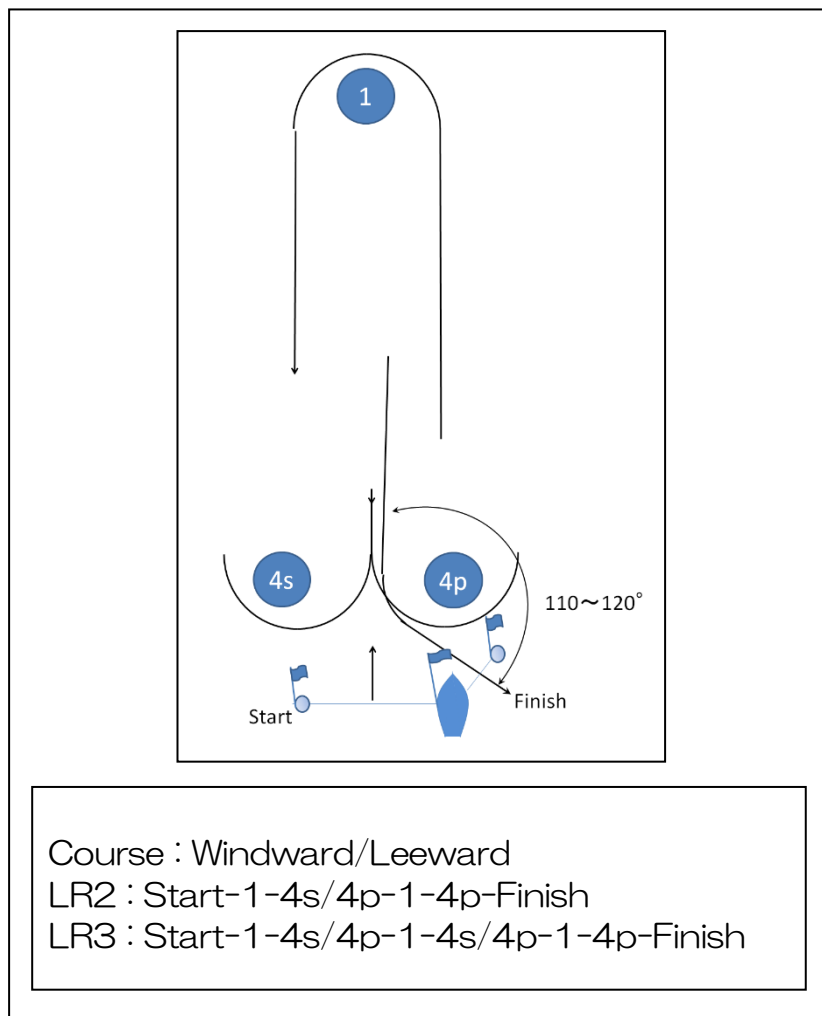 1
4s
4p
110～120°
Start
Finish
Course : Windward/Leeward
LR2 : Start-1-4s/4p-1-4p-Finish
LR3 : Start-1-4s/4p-1-4s/4p-1-4p-Finish